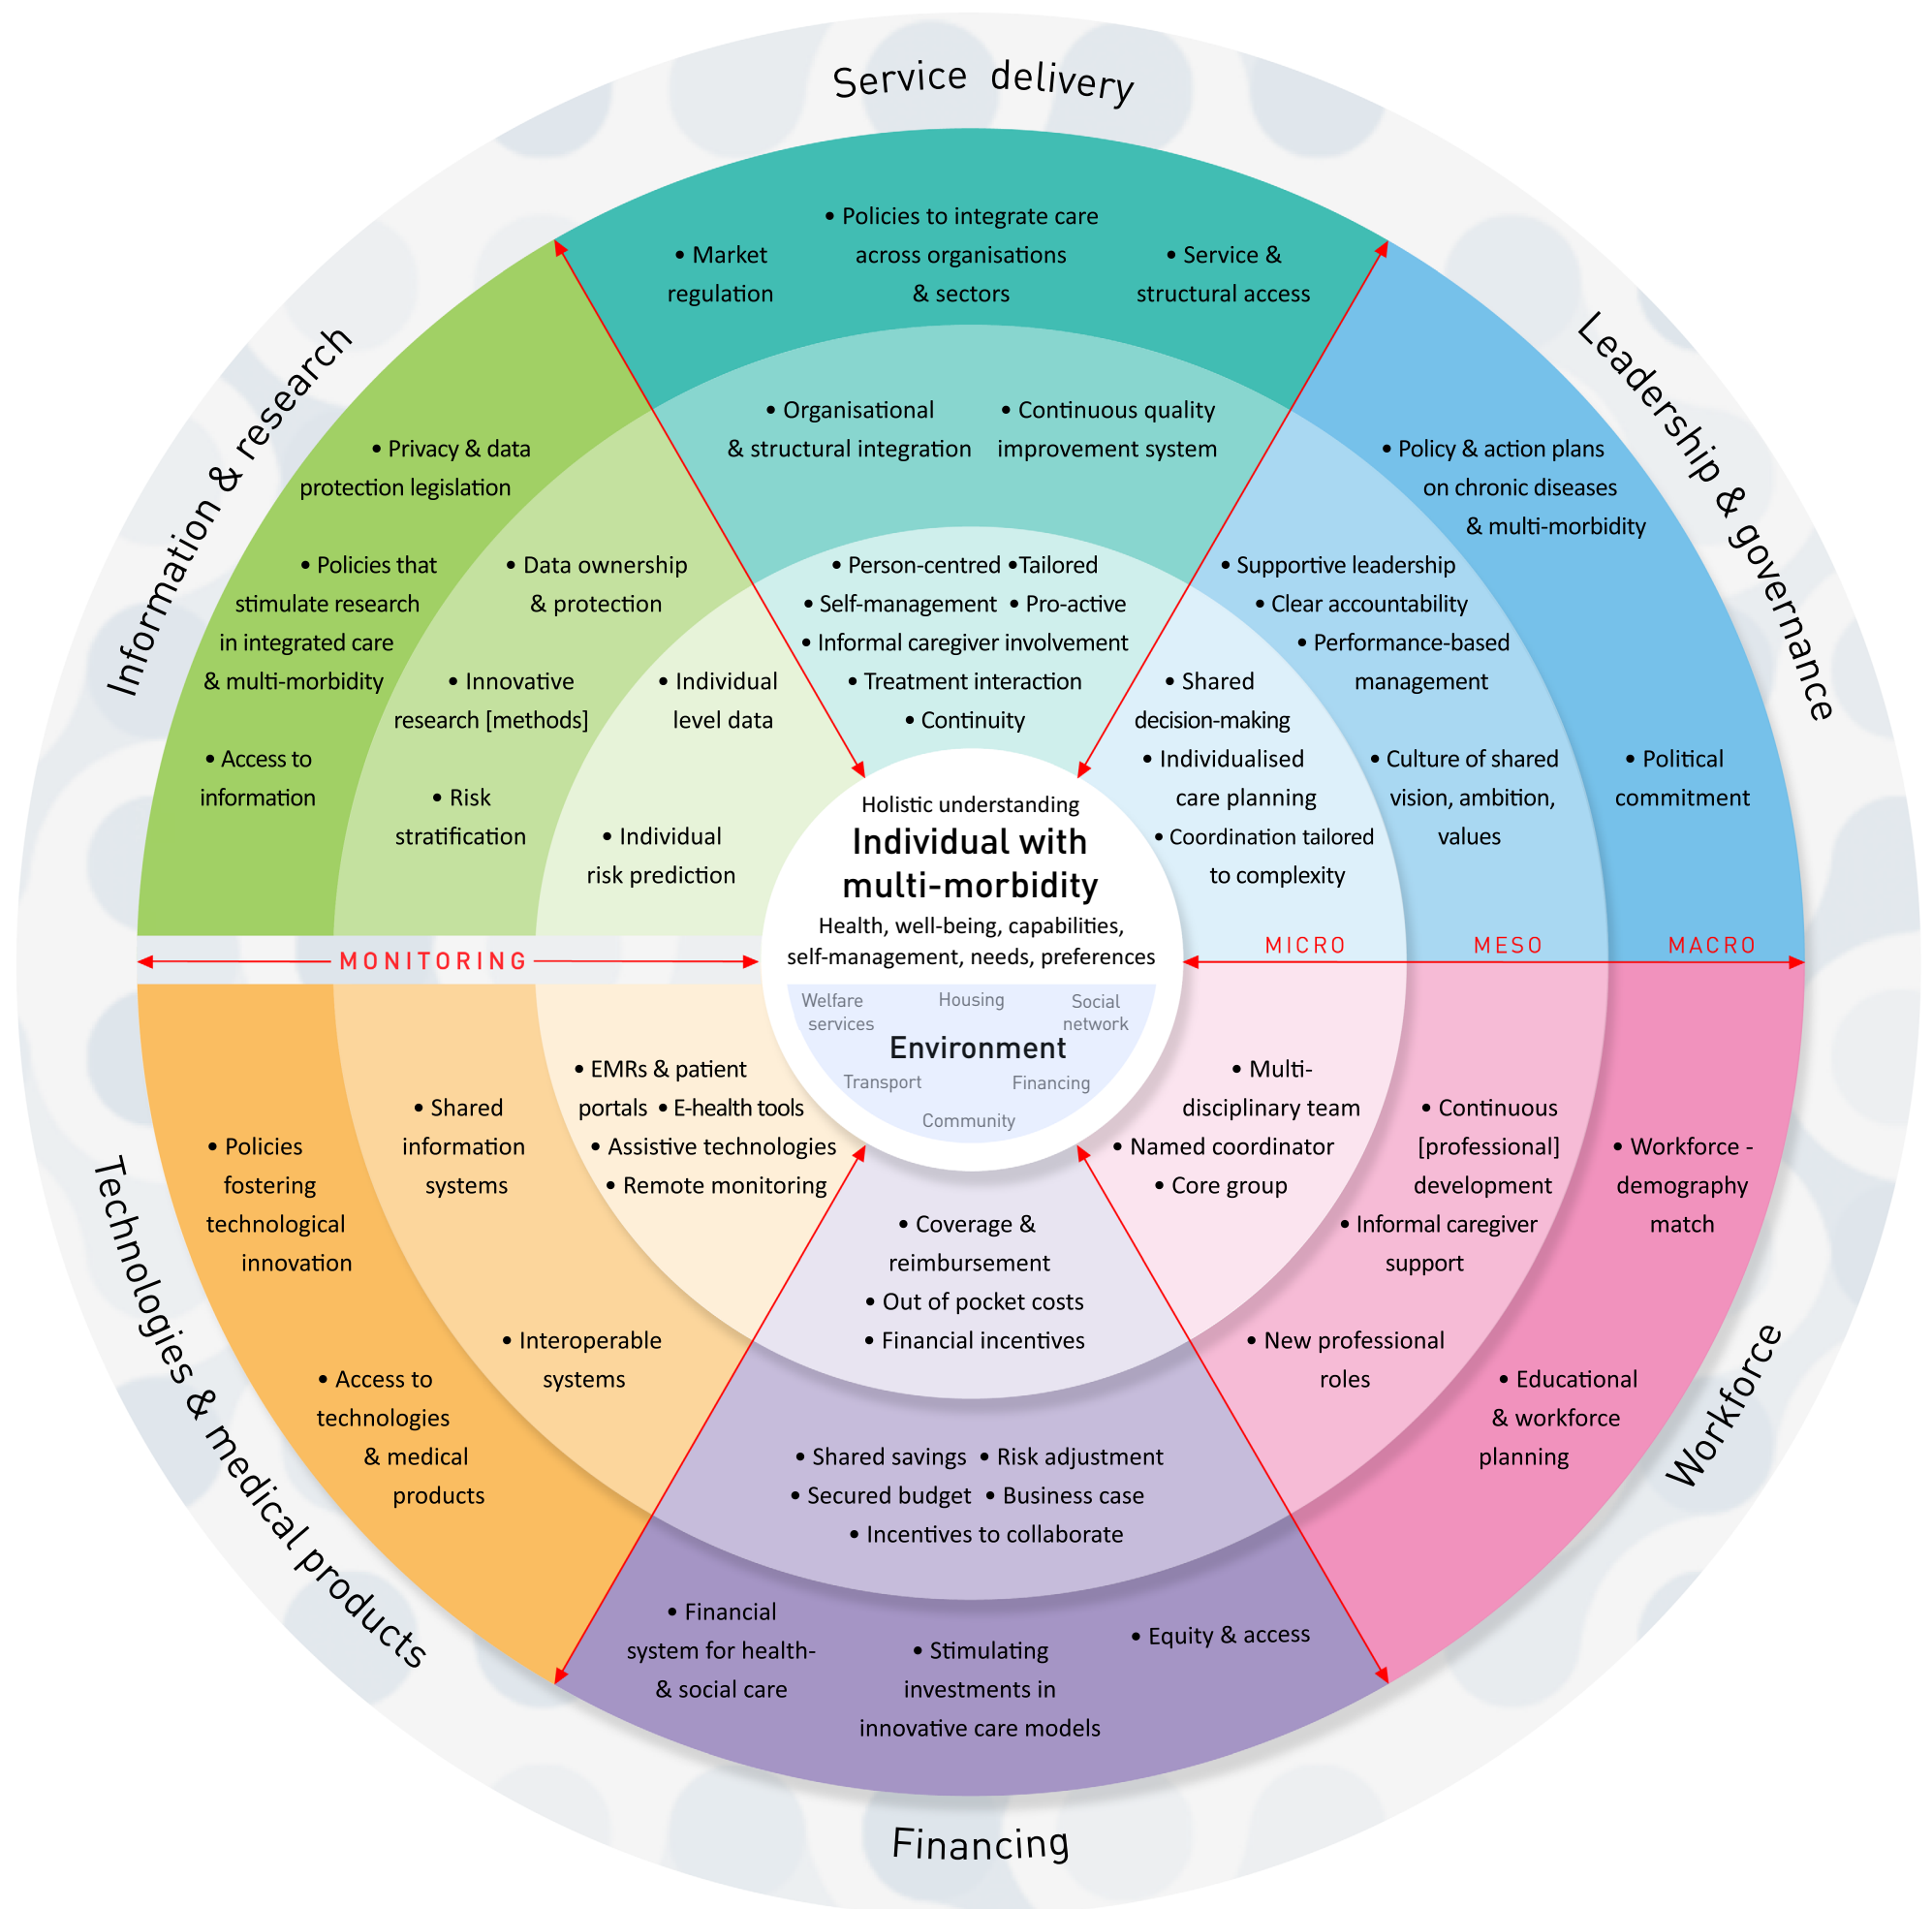 Service delivery
• Policies to integrate care
across organisations
& sectors
• Market
regulation
• Service &
structural access
• Organisational
& structural integration
• Continuous quality
improvement system
• Person-centred •Tailored
• Self-management • Pro-active
• Informal caregiver involvement
• Treatment interaction
• Continuity
Leadership & governance
• Policy & action plans
on chronic diseases
& multi-morbidity
• Political
commitment
• Supportive leadership
• Clear accountability
• Performance-based
management
• Culture of shared
vision, ambition,
values
• Shared
decision-making
• Individualised
care planning
• Coordination tailored
to complexity
MICRO
MESO
MACRO
Information & research
• Privacy & data
protection legislation
• Policies that
stimulate research
in integrated care
& multi-morbidity
• Access to
information
• Data ownership
& protection
• Innovative
research [methods]
• Risk
stratification
• Individual
level data
• Individual
risk prediction
MONITORING
Holistic understanding
Individual with
multi-morbidity
Health, well-being, capabilities,
self-management, needs, preferences
Welfare
services
Housing
Social
network
Environment
Transport
Financing
Community
Technologies & medical products
• Policies
fostering
technological
innovation
• Access to
technologies
& medical
products
• Shared
information
systems
• Interoperable
systems
• EMRs & patient
portals • E-health tools
• Assistive technologies
• Remote monitoring
Workforce
• Multi-
disciplinary team
• Named coordinator
• Core group
• Continuous
[professional]
development
• Informal caregiver
support
• New professional
roles
• Workforce -
demography
match
• Educational
& workforce
planning
• Coverage &
reimbursement
• Out of pocket costs
• Financial incentives
• Shared savings • Risk adjustment
• Secured budget • Business case
• Incentives to collaborate
• Financial
system for health-
& social care
• Stimulating
investments in
innovative care models
• Equity & access
Financing